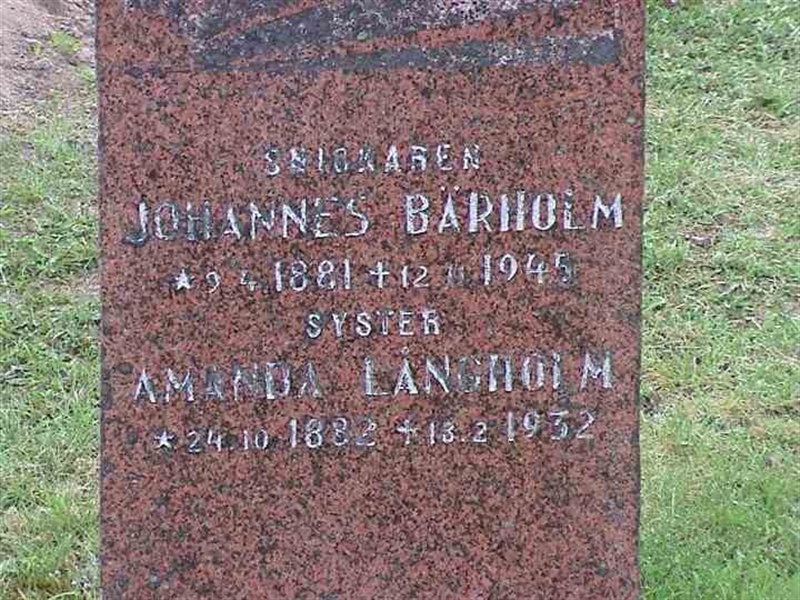 SNICKAREN
JOHANNES BÄRHOLM
★ 9 4 1881 ✝ 12 11 1945
SYSTER
AMANDA LÅNGHOLM
★ 24.10 1882 ✝ 13.2 1932